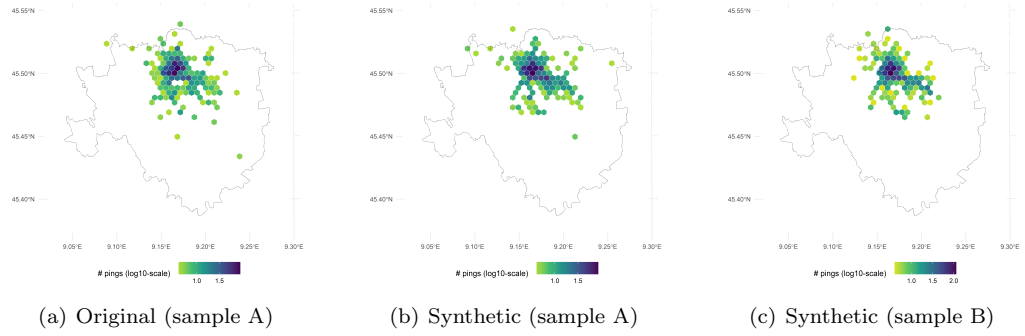 45.55°N
45.50°N
45.45°N
45.40°N
9.05°E 9.10°E 9.15°E 9.20°E 9.25°E 9.30°E
# pings (log10-scale) 1.0 1.5
(a) Original (sample A)
45.55°N
45.50°N
45.45°N
45.40°N
9.05°E 9.10°E 9.15°E 9.20°E 9.25°E 9.30°E
# pings (log10-scale) 1.0 1.5
(b) Synthetic (sample A)
45.55°N
45.50°N
45.45°N
45.40°N
9.05°E 9.10°E 9.15°E 9.20°E 9.25°E 9.30°E
# pings (log10-scale) 1.0 1.5 2.0
(c) Synthetic (sample B)